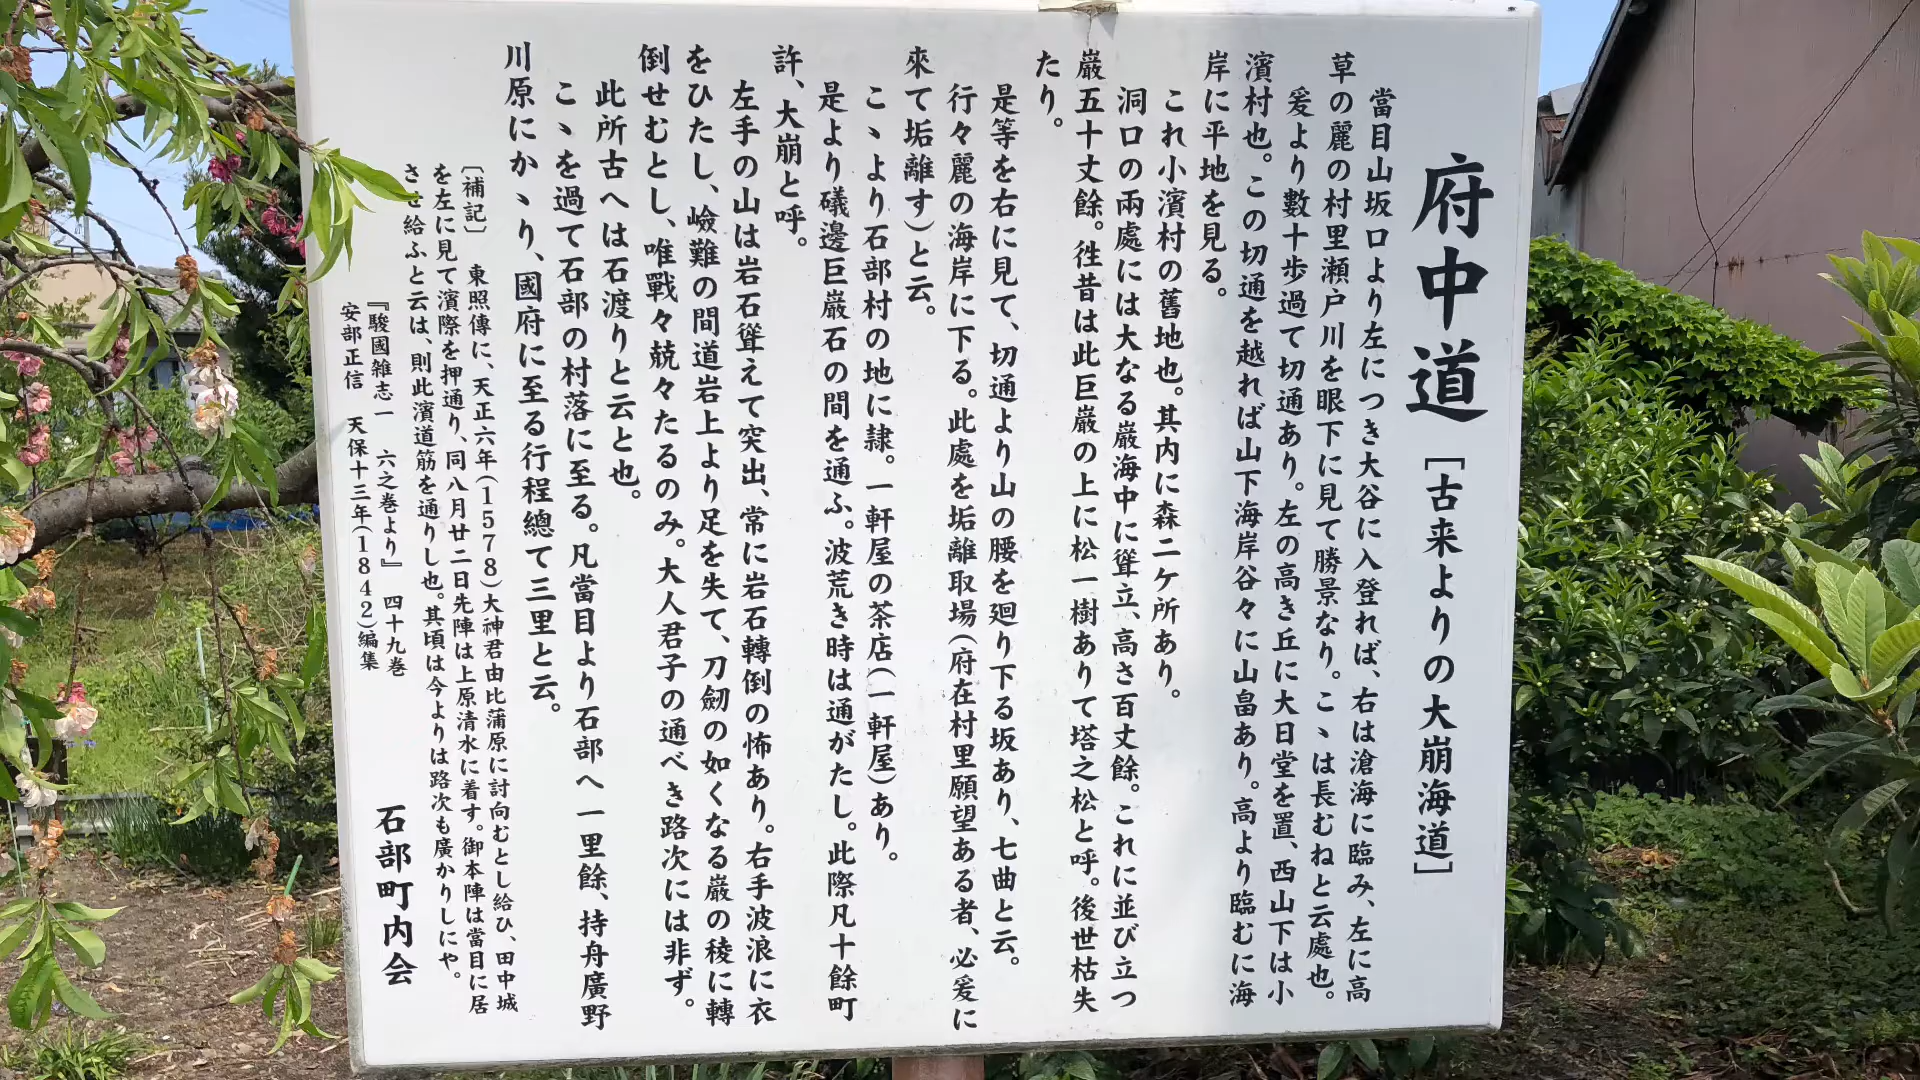 府中道［古来よりの大崩海道］
當目山坂口より左につき大谷に入登れば、右は滄海に臨み、左に高
草の麗の村里瀬戸川を眼下に見て勝景なり。こゝは長むねと云處也。
爰より數十歩過て切通あり。左の高き丘に大日堂を置、西山下は小
濱村也。この切通を越れば山下海岸谷々に山畠あり。高より臨むに海
岸に平地を見る。
これ小濱村の舊地也。其内に森二ケ所あり。
洞口の兩處には大なる巌海中に聳立、高さ百丈餘。これに並び立つ
巌五十丈餘。徃昔は此巨巌の上に松一樹ありて塔之松と呼。後世枯失
たり。
是等を右に見て、切通より山の腰を廻り下る坂あり、七曲と云。
行々麗の海岸に下る。此處を垢離取場(府在村里願望ある者、必爰に
來て垢離す)と云。
こゝより石部村の地に隷。一軒屋の茶店(一軒屋)あり。
是より礒邊巨巌石の間を通ふ。波荒き時は通がたし。此際凡十餘町
許、大崩と呼。
左手の山は岩石聳えて突出、常に岩石轉倒の怖あり。右手波浪に衣
をひたし、嶮難の間道岩上より足を失て、刀劒の如くなる巌の稜に轉
倒せむとし、唯戰々兢々たるのみ。大人君子の通べき路次には非ず。
此所古へは石渡りと云と也。
こゝを過て石部の村落に至る。凡當目より石部へ一里餘、持舟廣野
川原にかゝり、國府に至る行程總て三里と云。
〔補記〕 東照傳に、天正六年(1578)大神君由比蒲原に討向むとし給ひ、田中城
を左に見て濱際を押通り、同八月廿二日先陣は上原清水に着す。御本陣は當目に居
させ給ふと云は、則此濱道筋を通りし也。其頃は今よりは路次も廣かりしにや。
『駿國雑志一 六之巻より』 四十九巻
安部正信 天保十三年(1842)編集
石部町内会